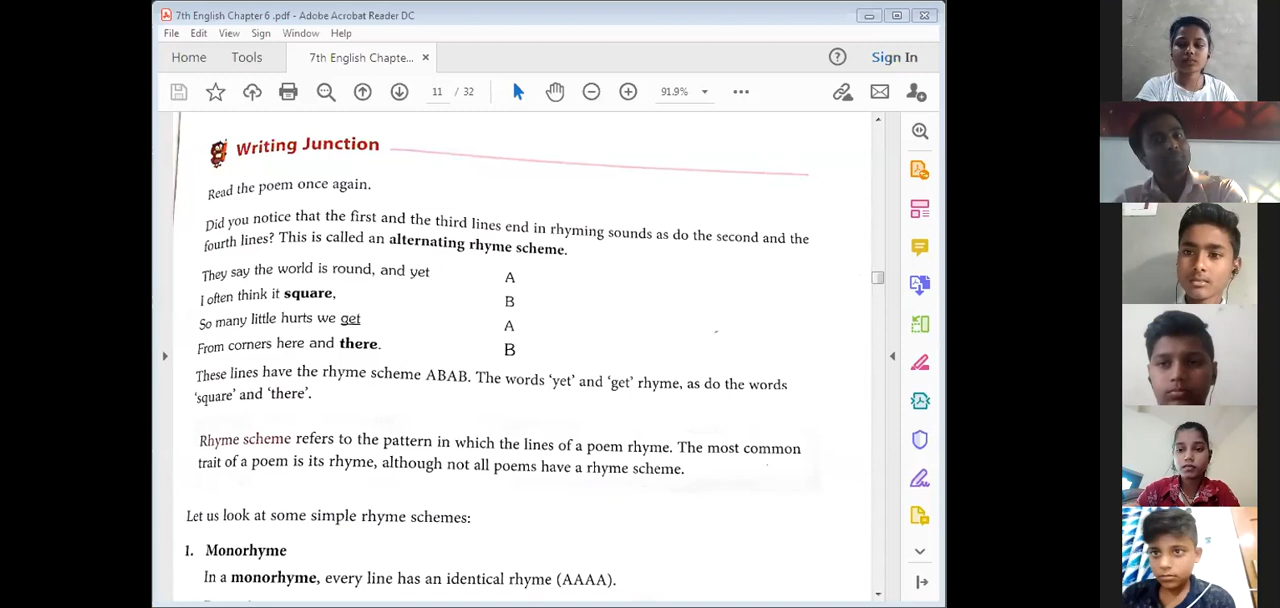 7th English Chapter 6 .pdf - Adobe Acrobat Reader DC
File Edit View Sign Window Help
Home Tools 7th English Chapte... × Sign In
11 / 32 91.9%
Writing Junction
Read the poem once again.
Did you notice that the first and the third lines end in rhyming sounds as do the second and the
fourth lines? This is called an alternating rhyme scheme.
They say the world is round, and yet A
I often think it square, B
So many little hurts we get A
From corners here and there. B
These lines have the rhyme scheme ABAB. The words ‘yet’ and ‘get’ rhyme, as do the words
‘square’ and ‘there’.
Rhyme scheme refers to the pattern in which the lines of a poem rhyme. The most common
trait of a poem is its rhyme, although not all poems have a rhyme scheme.
Let us look at some simple rhyme schemes:
1. Monorhyme
In a monorhyme, every line has an identical rhyme (AAAA).